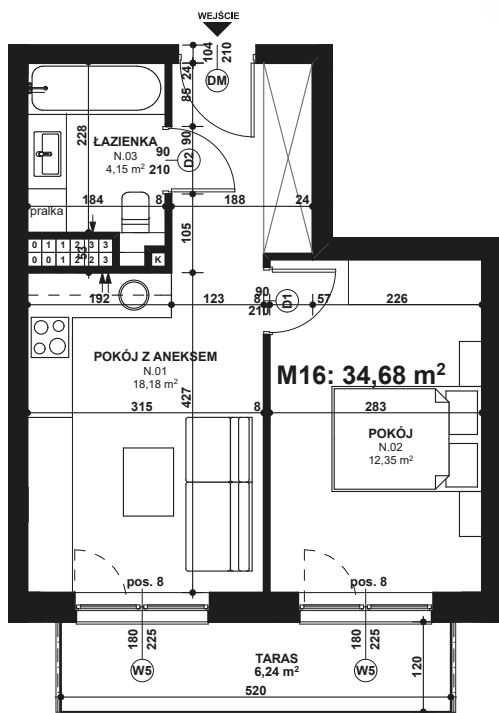 WEJŚCIE
104
210
DM
24
85
228
ŁAZIENKA
N.03
4,15 m²
90
90
210
D2
184
8
188
24
pralka
105
53
0 1 1 2 3 3
0 0 1 2 2 3
K
192
123
8
90
210
D1
57
226
POKÓJ Z ANEKSEM
N.01
18,18 m²
M16: 34,68 m²
427
315
8
283
POKÓJ
N.02
12,35 m²
pos. 8
pos. 8
180
225
W5
180
225
W5
TARAS
6,24 m²
120
520